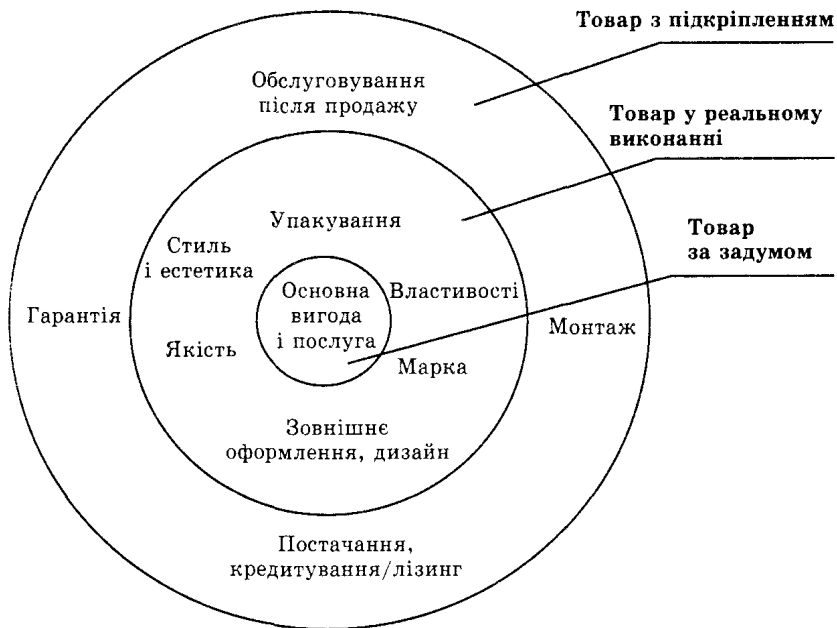 Товар з підкріпленням
Обслуговування
після продажу
Товар у реальному
виконанні
Упакування
Товар
за задумом
Стиль
і естетика
Основна
вигода
і послуга
Властивості
Гарантія
Монтаж
Якість
Марка
Зовнішнє
оформлення, дизайн
Постачання,
кредитування/лізинг